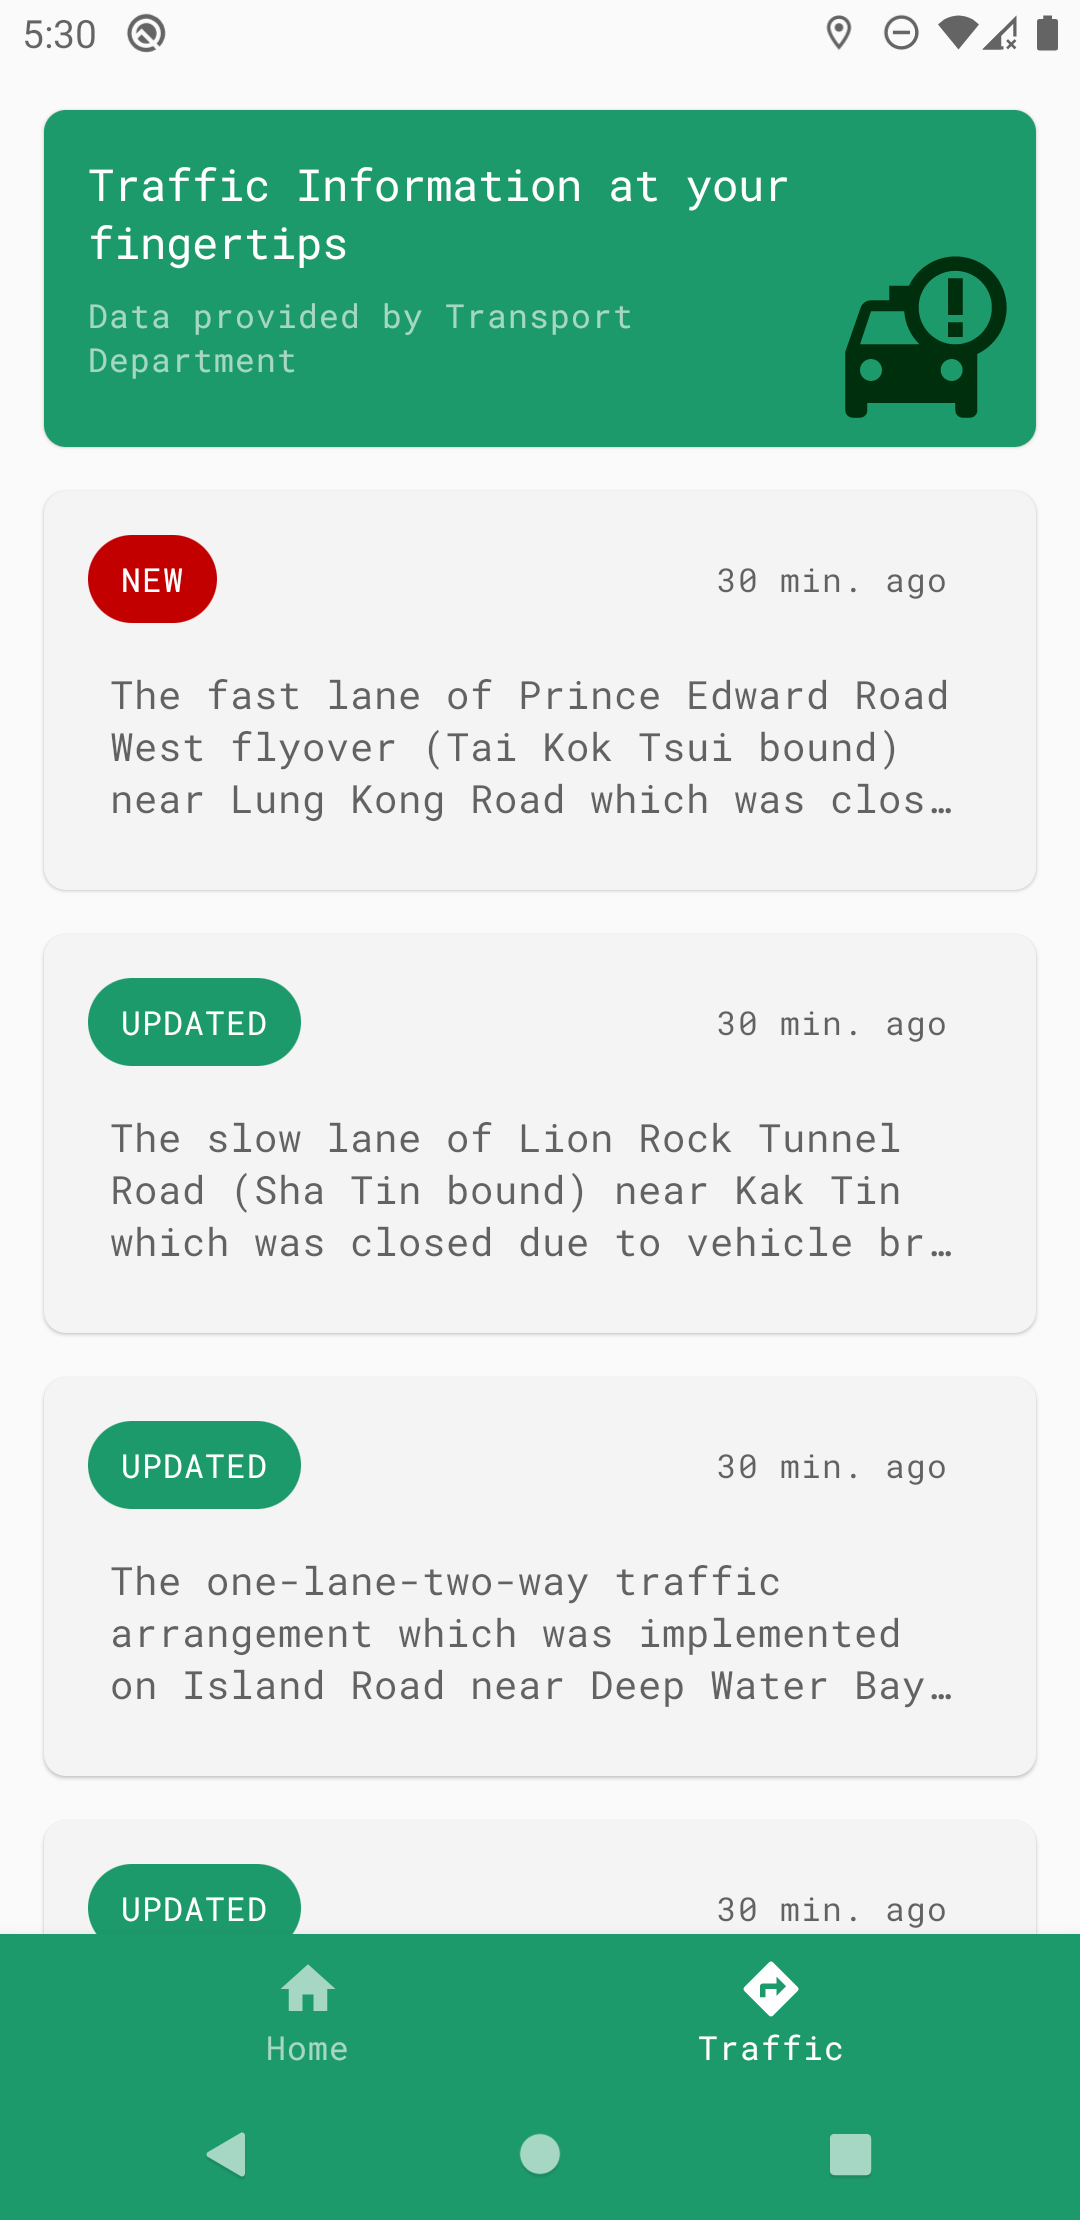 5:30
Traffic Information at your
fingertips
Data provided by Transport
Department
NEW
30 min. ago
The fast lane of Prince Edward Road
West flyover (Tai Kok Tsui bound)
near Lung Kong Road which was clos…
UPDATED
30 min. ago
The slow lane of Lion Rock Tunnel
Road (Sha Tin bound) near Kak Tin
which was closed due to vehicle br…
UPDATED
30 min. ago
The one-lane-two-way traffic
arrangement which was implemented
on Island Road near Deep Water Bay…
UPDATED
30 min. ago
Home
Traffic